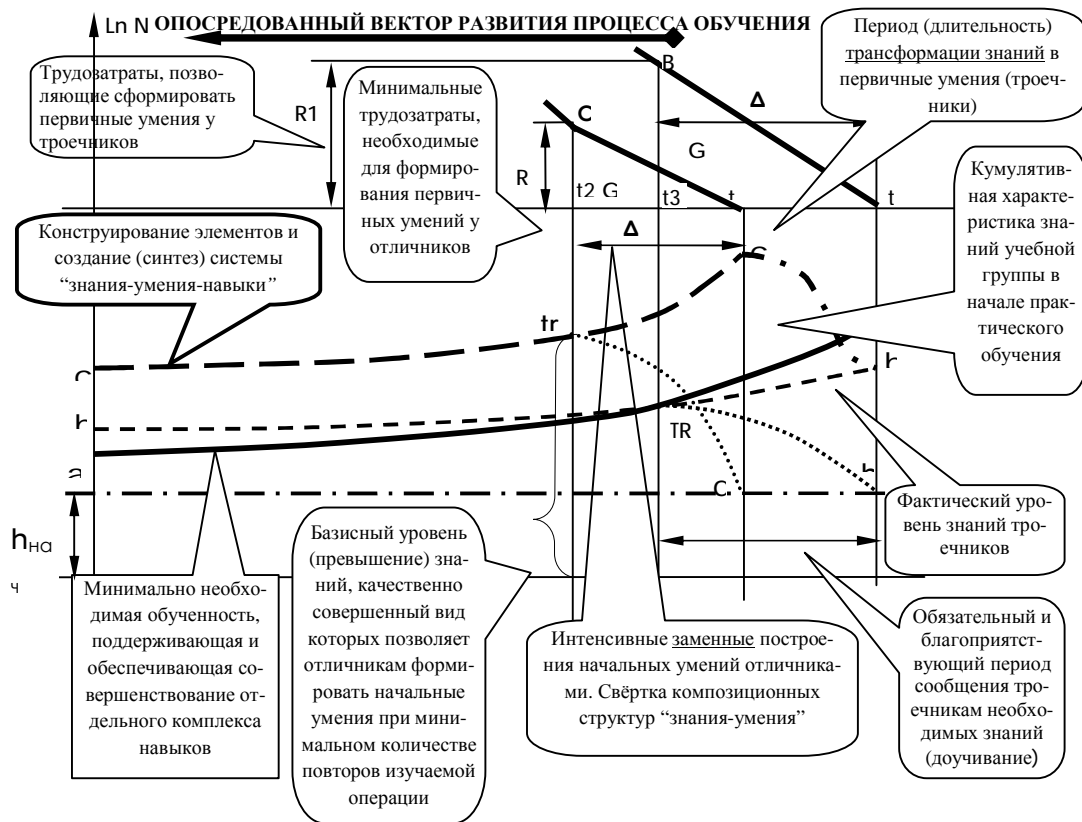 Ln N
ОПОСРЕДОВАННЫЙ ВЕКТОР РАЗВИТИЯ ПРОЦЕССА ОБУЧЕНИЯ
Период (длительность)
трансформации знаний в
первичные умения (троеч-
ники)
Трудозатраты, позво-
ляющие сформировать
первичные умения у
троечников
R1
Минимальные
трудозатраты,
необходимые
для форми-
рования первич-
ных умений у
отличников
B
C
Δ
G
R
t2 G
t3
t
t
Кумулятив-
ная характе-
ристика зна-
ний учебной
группы в
начале прак-
тического
обучения
Конструирование элементов и
создание (синтез) системы
“знания-умения-навыки”
Δ
tr
TR
C
h
h
h
hна
ч
Фактический уро-
вень знаний тро-
ечников
Минимально необхо-
димая обученность,
поддерживающая и
обеспечивающая со-
вершенствование от-
дельного комплекса
навыков
Базисный уровень
(превышение) зна-
ний, качественно
совершенный вид
которых позволяет
отличникам форми-
ровать начальные
умения при мини-
мальном количестве
повторов изучаемой
операции
Интенсивные заменные построе-
ния начальных умений отличника-
ми. Свёртка композиционных
структур “знания-умения”
Обязательный и
благоприятст-
вующий период
сообщения тро-
ечникам необхо-
димых знаний
(доучивание)